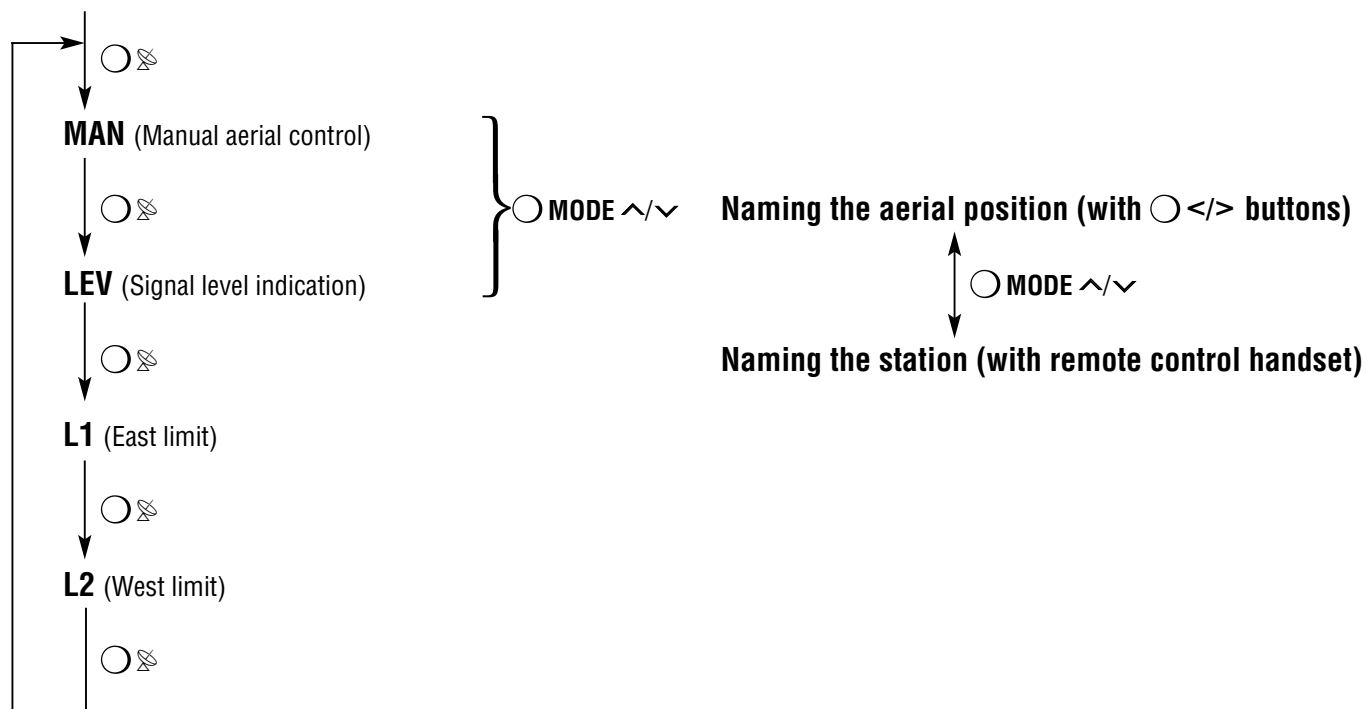 MAN (Manual aerial control)
MODE ∧/∨
Naming the aerial position (with ○ </> buttons)
LEV (Signal level indication)
MODE ∧/∨
Naming the station (with remote control handset)
L1 (East limit)
L2 (West limit)